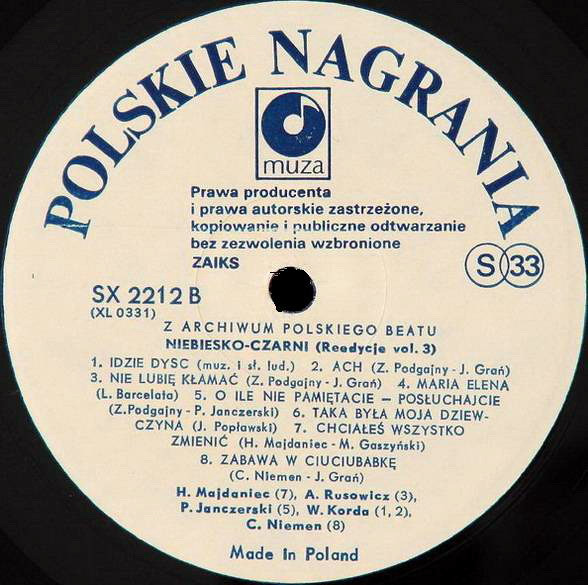 POLSKIE NAGRANIA
muza
Prawa producenta
i prawa autorskie zastrzeżone,
kopiowanie i publiczne odtwarzanie
bez zezwolenia wzbronione
ZAIKS
S 33
SX 2212 B
(XL 0331)
Z ARCHIWUM POLSKIEGO BEATU
NIEBIESKO-CZARNI (Reedycje vol. 3)
1. IDZIE DYSC (muz. i sł. lud.) 2. ACH (Z. Podgajny - J. Grań)
3. NIE LUBIĘ KŁAMAĆ (Z. Podgajny - J. Grań) 4. MARIA ELENA
(L. Barcelata) 5. O ILE NIE PAMIĘTACIE – POSŁUCHAJCIE
(Z. Podgajny - P. Janczerski) 6. TAKA BYŁA MOJA DZIEW-
CZYNA (J. Popławski) 7. CHCIAŁEŚ WSZYSTKO
ZMIENIĆ (H. Majdaniec - M. Gaszyński)
8. ZABAWA W CIUCIUBABKĘ
(C. Niemen - J. Grań)
H. Majdaniec (7), A. Rusowicz (3),
P. Janczerski (5), W. Korda (1, 2),
C. Niemen (8)
Made in Poland